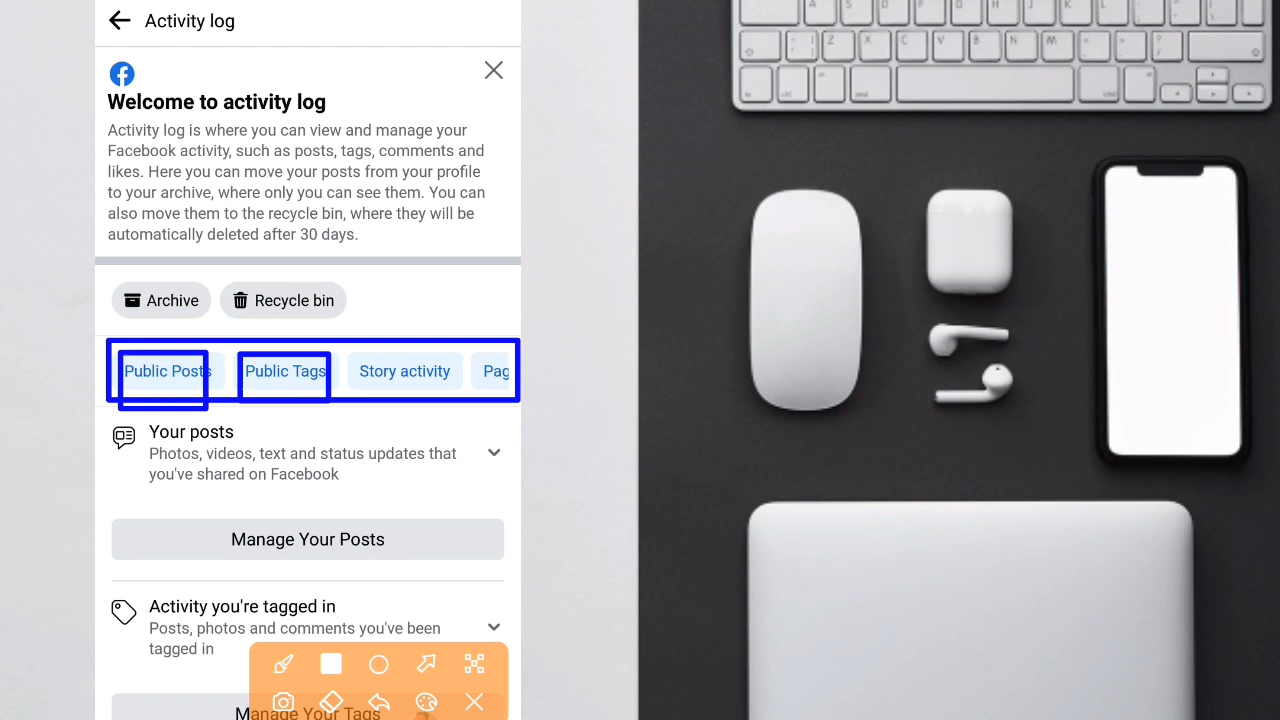 Activity log
Welcome to activity log
Activity log is where you can view and manage your
Facebook activity, such as posts, tags, comments and
likes. Here you can move your posts from your profile
to your archive, where only you can see them. You can
also move them to the recycle bin, where they will be
automatically deleted after 30 days.
Archive Recycle bin
Public Posts Public Tags Story activity Pag
Your posts
Photos, videos, text and status updates that
you've shared on Facebook
Manage Your Posts
Activity you're tagged in
Posts, photos and comments you've been
tagged in
Manage Your Tags
A S D F G H J K L
Z X C V B N M